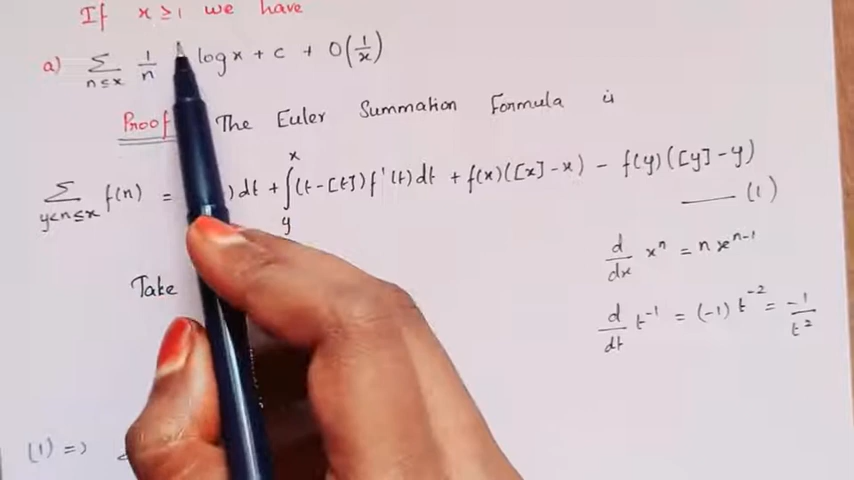 If x ≥ 1 we have
a) Σ n≤x 1/n log x + c + O(1/x)
Proof The Euler Summation Formula is
Σ y<n≤x f(n) = ) dt + ∫ y x (t-[t]) f'(t) dt + f(x) ([x]-x) - f(y) ([y]-y)
—— (1)
d/dx x^n = n x^n-1
Take
d/dt t^-1 = (-1) t^-2 = -1/t^2
(1) ⇒